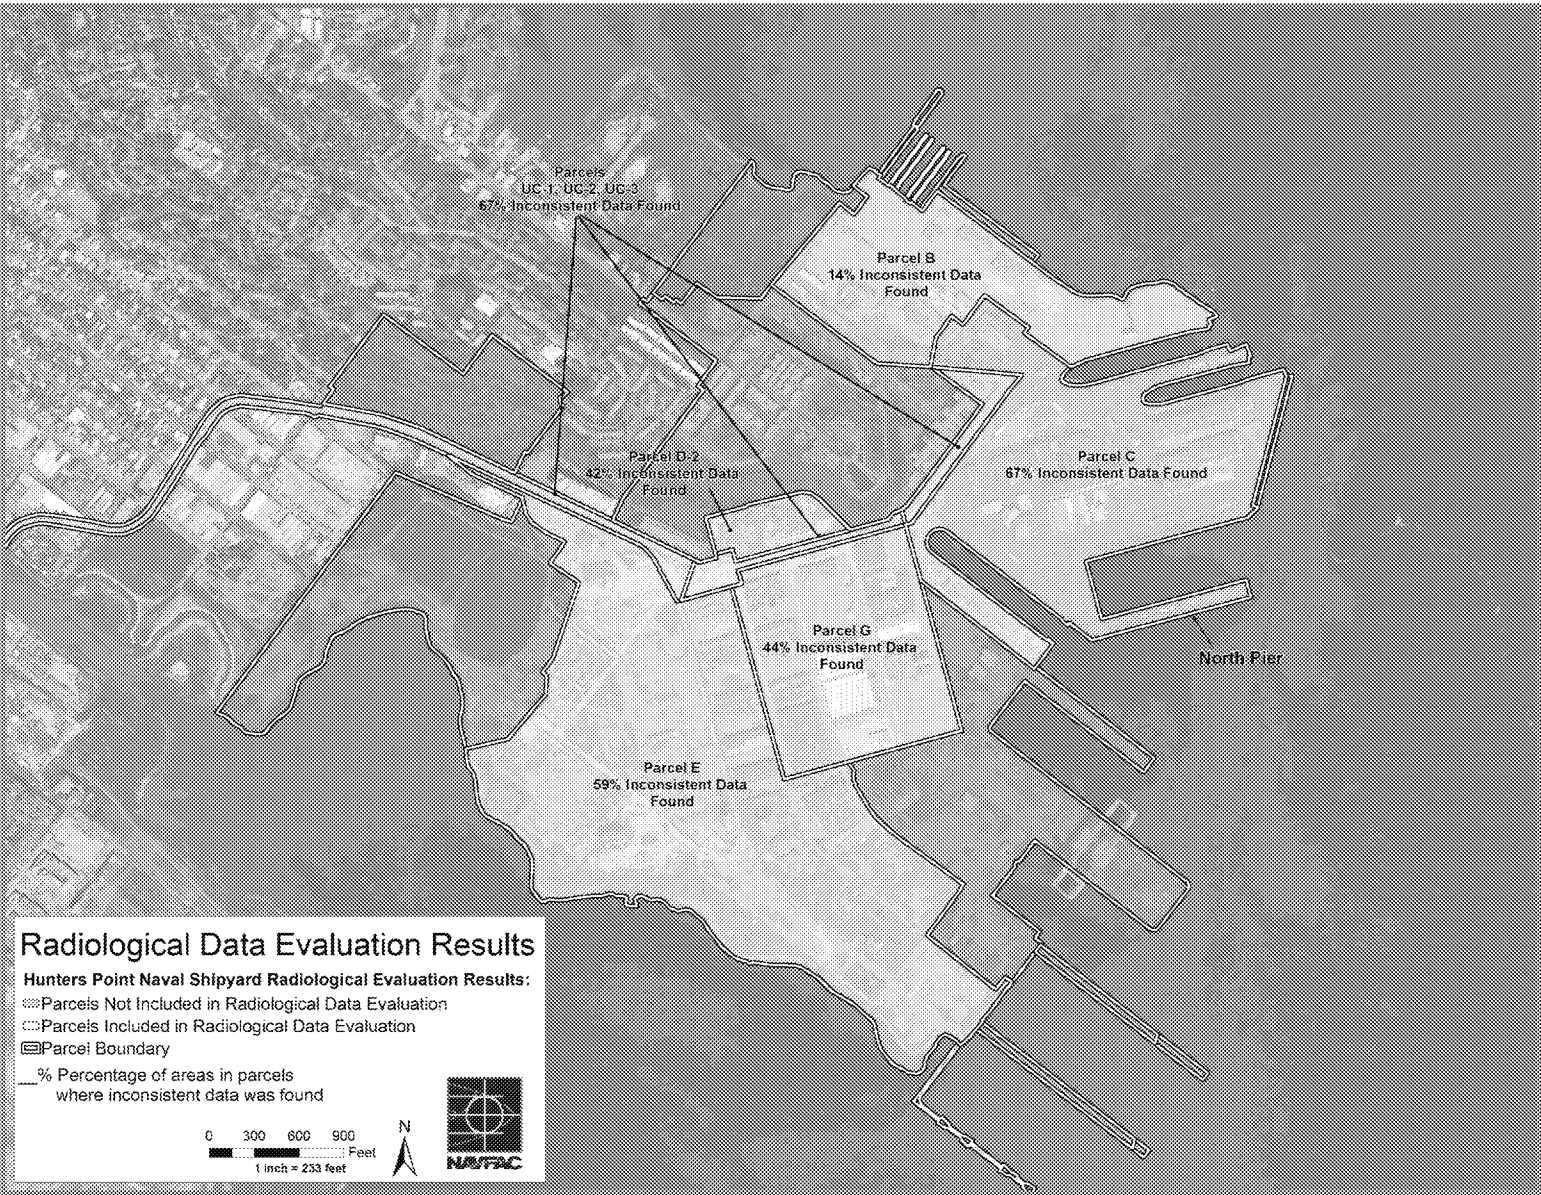 Parcels
UC-1, UC-2, UC-3
67% Inconsistent Data Found
Parcel B
14% Inconsistent Data
Found
Parcel D-2
42% Inconsistent Data
Found
Parcel C
67% Inconsistent Data Found
Parcel G
44% Inconsistent Data
Found
North Pier
Parcel E
59% Inconsistent Data
Found
Radiological Data Evaluation Results
Hunters Point Naval Shipyard Radiological Evaluation Results:
Parcels Not Included in Radiological Data Evaluation
Parcels Included in Radiological Data Evaluation
Parcel Boundary
__% Percentage of areas in parcels
where inconsistent data was found
0 300 600 900
Feet
1 inch = 233 feet
N
NAVFAC